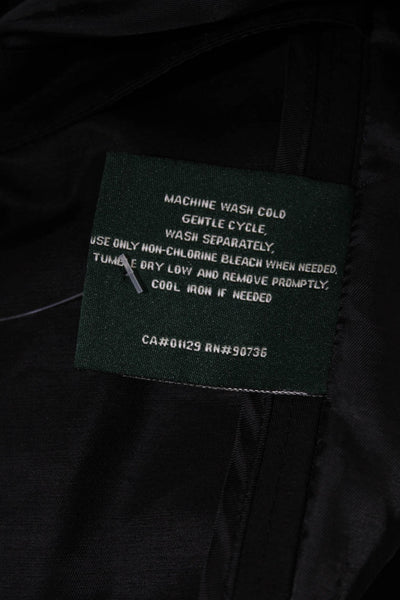 MACHINE WASH COLD
GENTLE CYCLE,
WASH SEPARATELY,
USE ONLY NON-CHLORINE BLEACH WHEN NEEDED.
TUMBLE DRY LOW AND REMOVE PROMPTLY,
COOL IRON IF NEEDED
CA#01129 RN#90736